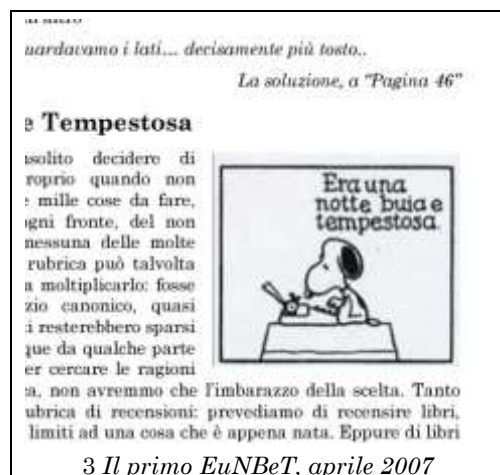 uardavamo i lati... decisamente più tosto..
La soluzione, a "Pagina 46"
e Tempestosa
nsolito decidere di
roprio quando non
e mille cose da fare,
ogni fronte, del non
nessuna delle molte
rubrica può talvolta
a moltiplicarlo: fosse
zio canonico, quasi
i resterebbero sparsi
que da qualche parte
er cercare le ragioni
Era una
notte buia e
tempestosa.
a, non avremmo che l'imbarazzo della scelta. Tanto
ubrica di recensioni: prevediamo di recensire libri,
limiti ad una cosa che è appena nata. Eppure di libri
3 Il primo EuNBeT, aprile 2007